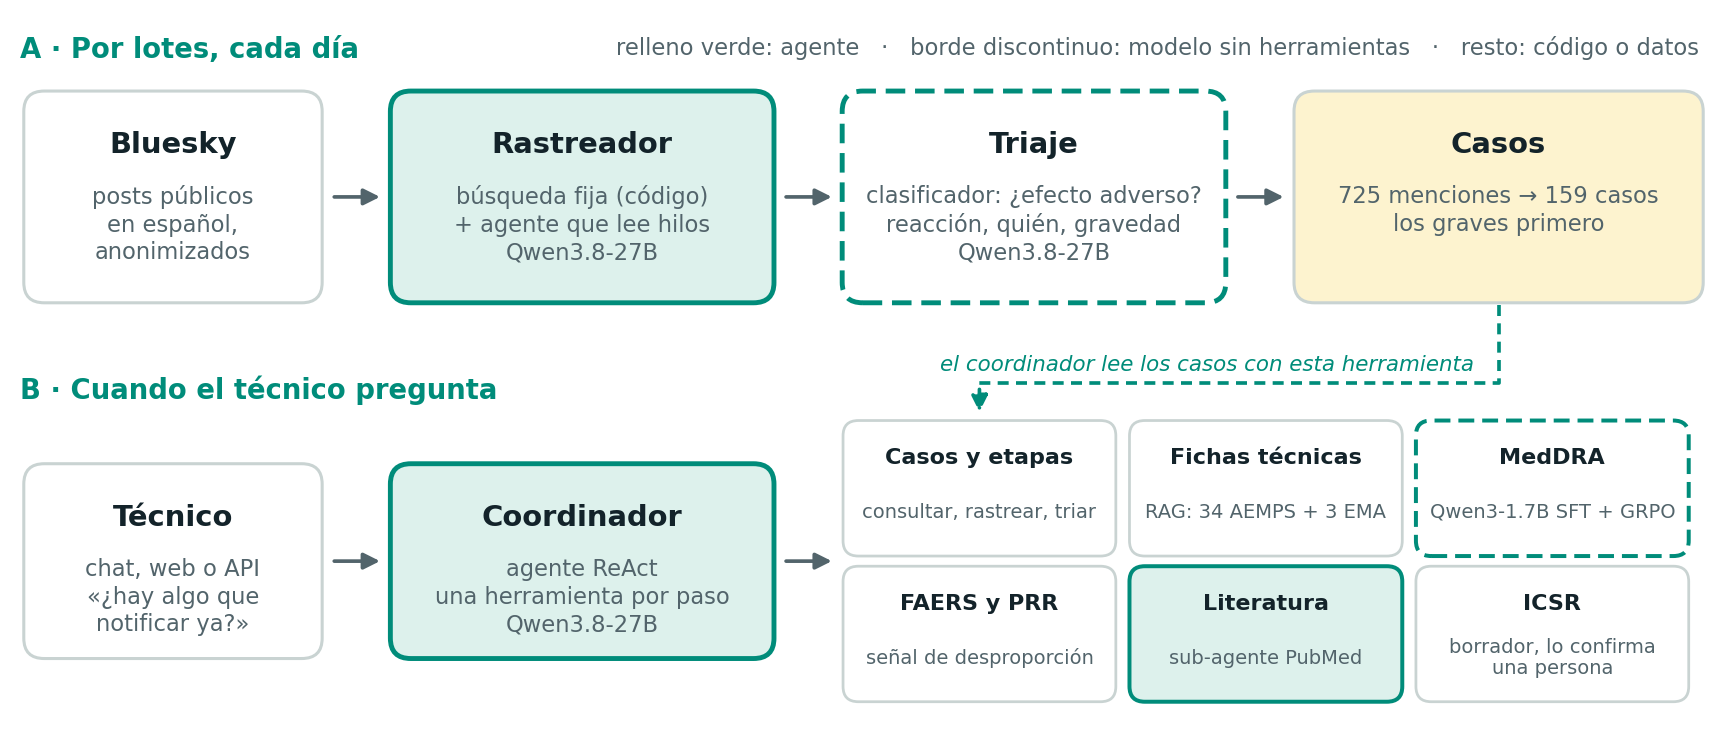 A · Por lotes, cada día
relleno verde: agente · borde discontinuo: modelo sin herramientas · resto: código o datos
Bluesky
posts públicos
en español,
anonimizados
Rastreador
búsqueda fija (código)
+ agente que lee hilos
Qwen3.8-27B
Triaje
clasificador: ¿efecto adverso?
reacción, quién, gravedad
Qwen3.8-27B
Casos
725 menciones → 159 casos
los graves primero
el coordinador lee los casos con esta herramienta
B · Cuando el técnico pregunta
Técnico
chat, web o API
«¿hay algo que
notificar ya?»
Coordinador
agente ReAct
una herramienta por paso
Qwen3.8-27B
Casos y etapas
consultar, rastrear, triar
Fichas técnicas
RAG: 34 AEMPS + 3 EMA
MedDRA
Qwen3-1.7B SFT + GRPO
FAERS y PRR
señal de desproporción
Literatura
sub-agente PubMed
ICSR
borrador, lo confirma
una persona